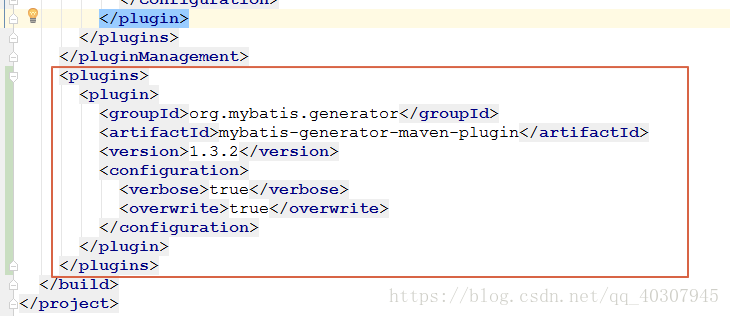 </configuration>
</plugin>
</plugins>
</pluginManagement>
<plugins>
<plugin>
<groupId>org.mybatis.generator</groupId>
<artifactId>mybatis-generator-maven-plugin</artifactId>
<version>1.3.2</version>
<configuration>
<verbose>true</verbose>
<overwrite>true</overwrite>
</configuration>
</plugin>
</plugins>
</build>
</project>
https://blog.csdn.net/qq_40307945